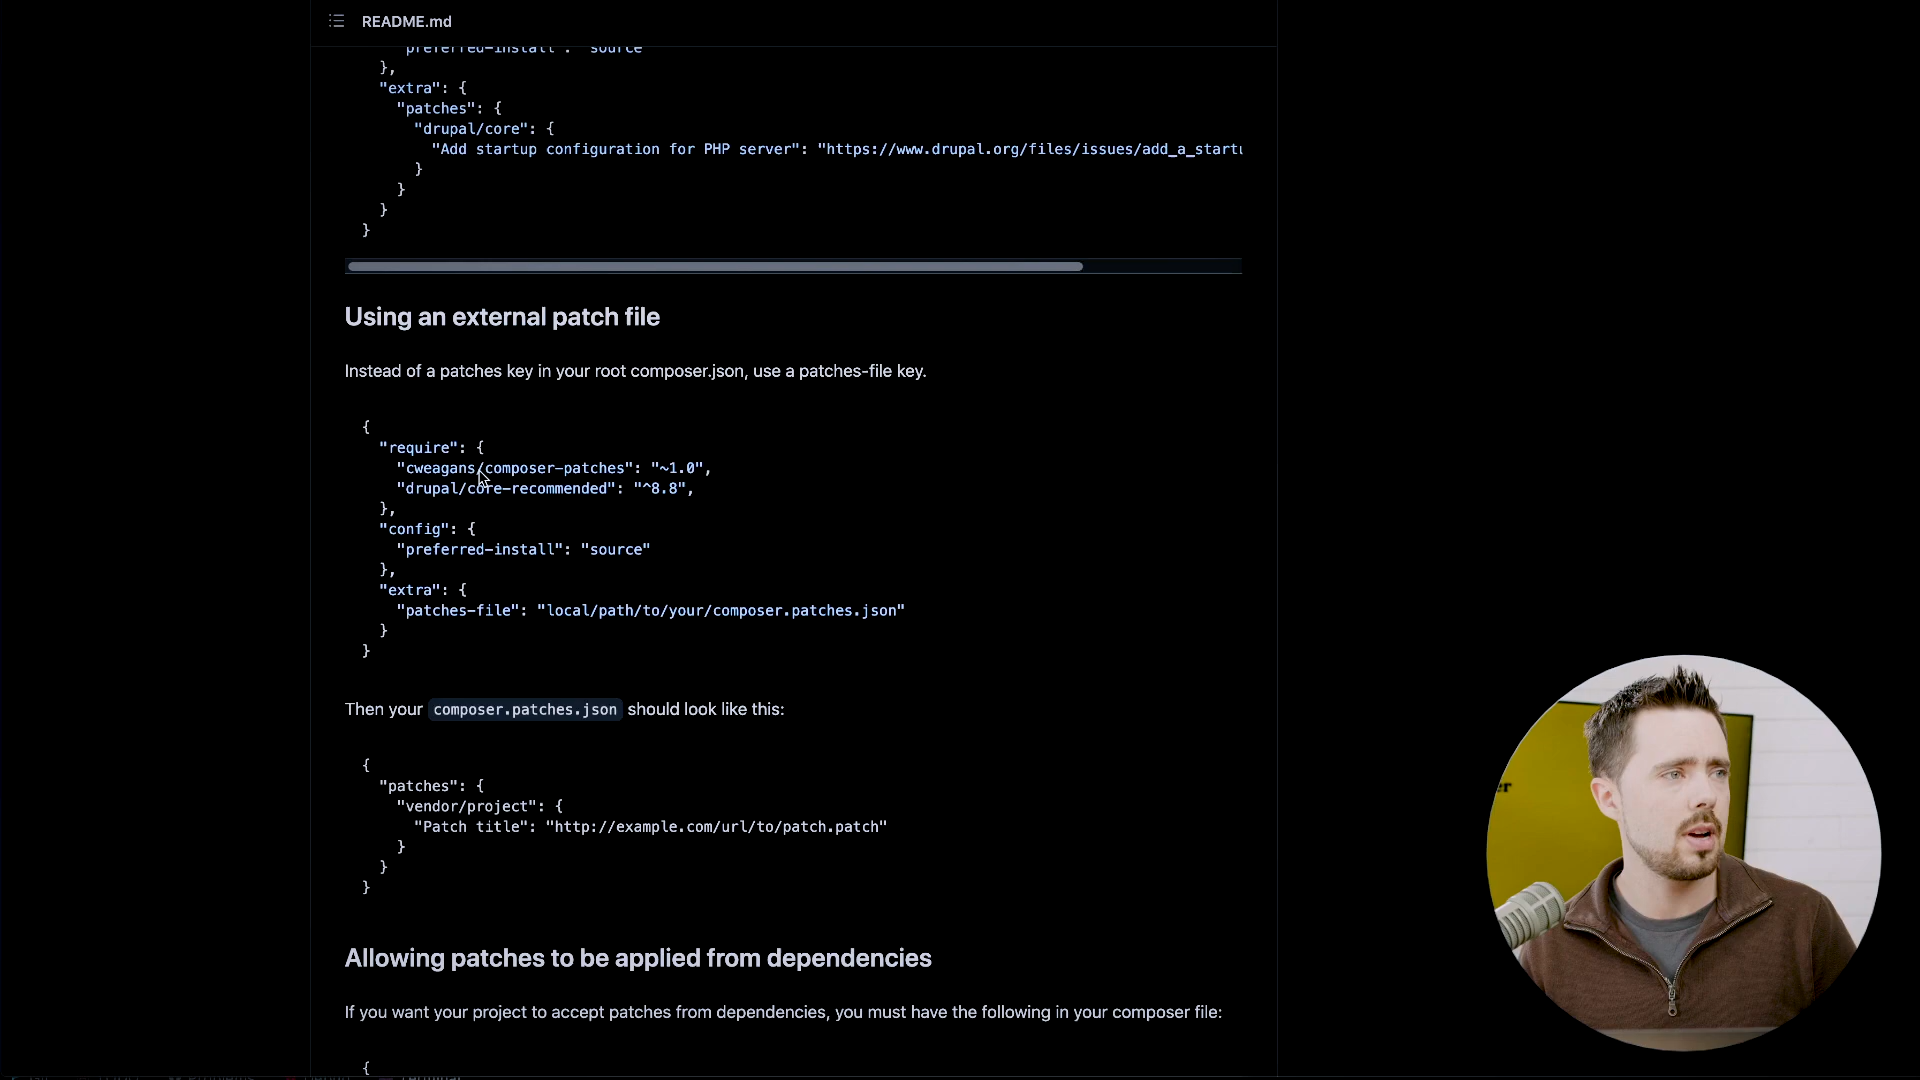 README.md
"preferred-install": "source"
},
"extra": {
"patches": {
"drupal/core": {
"Add startup configuration for PHP server": "https://www.drupal.org/files/issues/add_a_startu
}
}
}
}
Using an external patch file
Instead of a patches key in your root composer.json, use a patches-file key.
{
"require": {
"cweagans/composer-patches": "~1.0",
"drupal/core-recommended": "^8.8",
},
"config": {
"preferred-install": "source"
},
"extra": {
"patches-file": "local/path/to/your/composer.patches.json"
}
}
Then your composer.patches.json should look like this:
{
"patches": {
"vendor/project": {
"Patch title": "http://example.com/url/to/patch.patch"
}
}
}
Allowing patches to be applied from dependencies
If you want your project to accept patches from dependencies, you must have the following in your composer file:
{